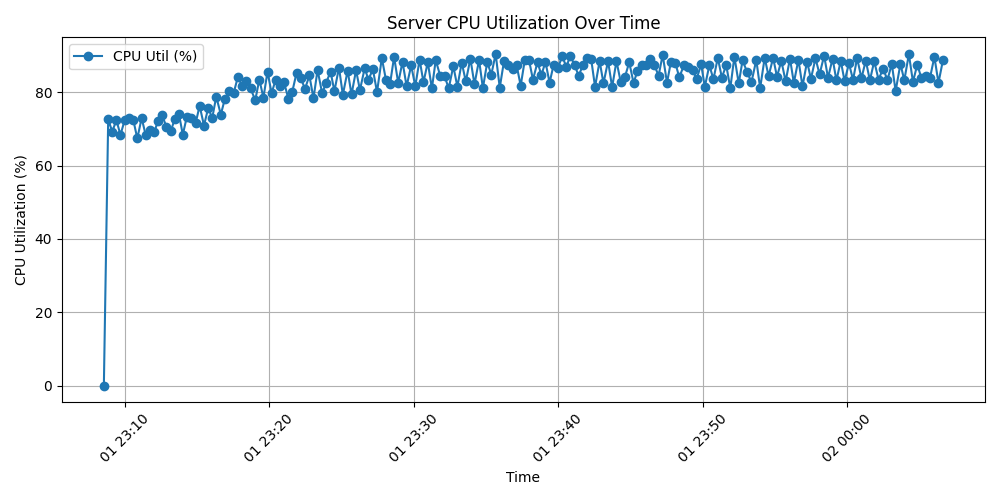 Server CPU Utilization Over Time
CPU Util (%)
CPU Utilization (%)
80
60
40
20
0
01 23:10
01 23:20
01 23:30
01 23:40
01 23:50
02 00:00
Time